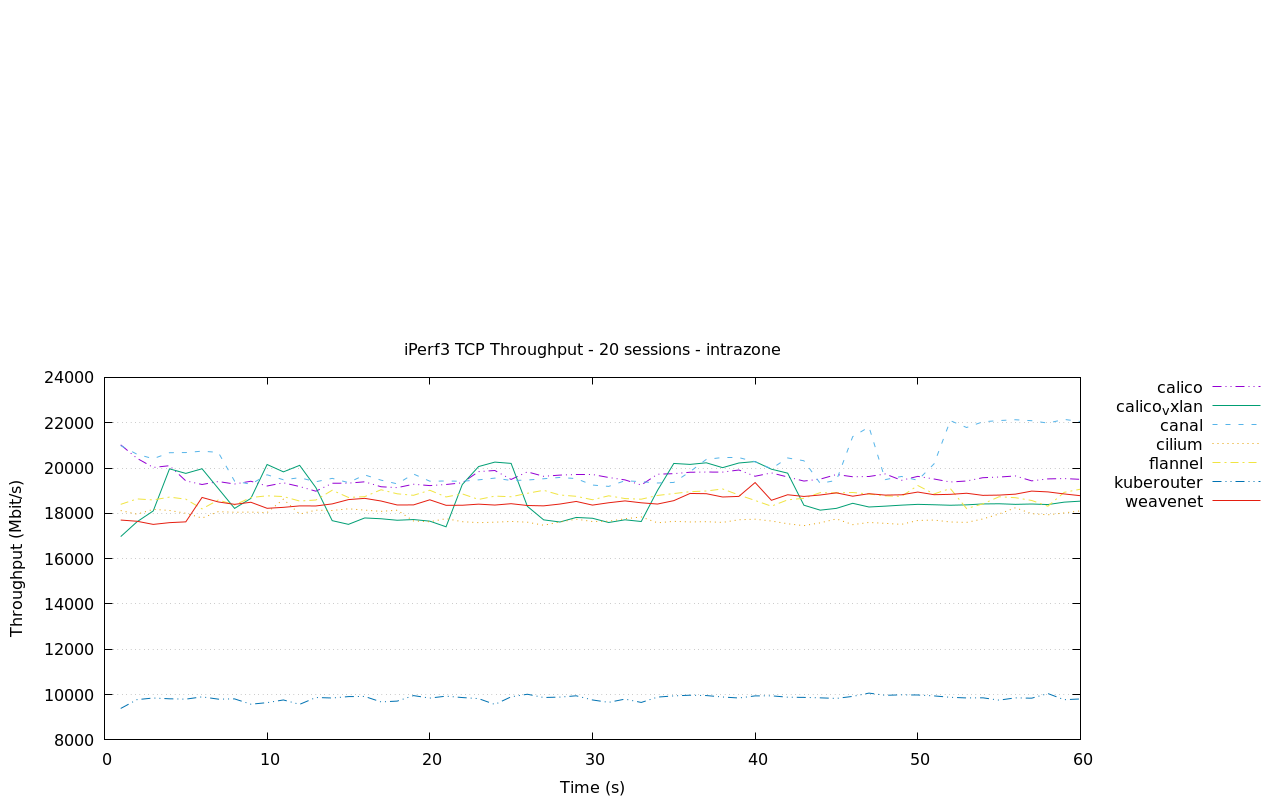 iPerf3 TCP Throughput - 20 sessions - intrazone
24000
22000
20000
18000
16000
14000
12000
10000
8000
Throughput (Mbit/s)
0 10 20 30 40 50 60
Time (s)
calico
calico_vxlan
canal
cilium
flannel
kuberouter
weavenet